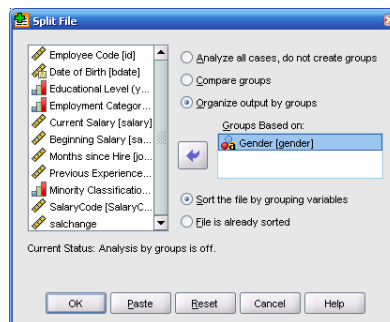 Split File
Employee Code [id]
Date of Birth [bdate]
Educational Level (y...
Employment Categor...
Current Salary [salary]
Beginning Salary [sa...
Months since Hire [jo...
Previous Experience...
Minority Classificatio...
SalaryCode [SalaryC...
salchange
Analyze all cases, do not create groups
Compare groups
Organize output by groups
Groups Based on:
Gender [gender]
Sort the file by grouping variables
File is already sorted
Current Status: Analysis by groups is off.
OK
Paste
Reset
Cancel
Help